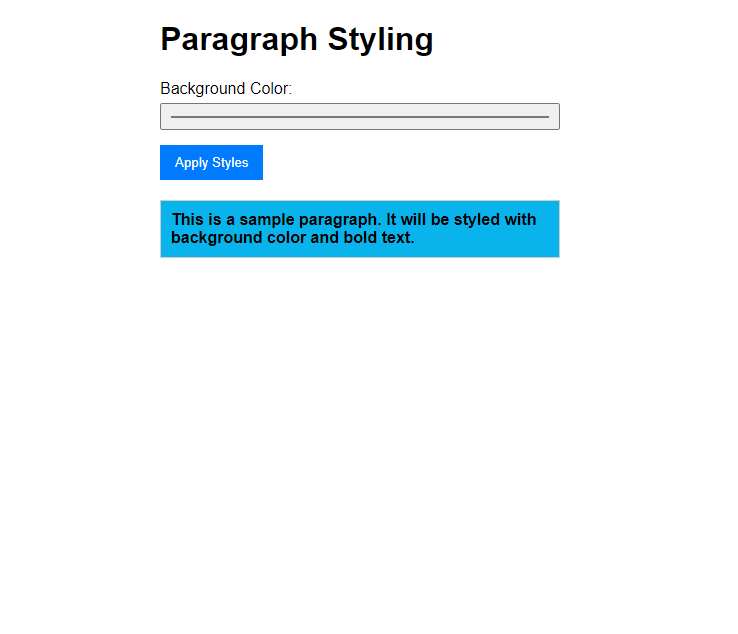 Paragraph Styling
Background Color:
Apply Styles
This is a sample paragraph. It will be styled with
background color and bold text.